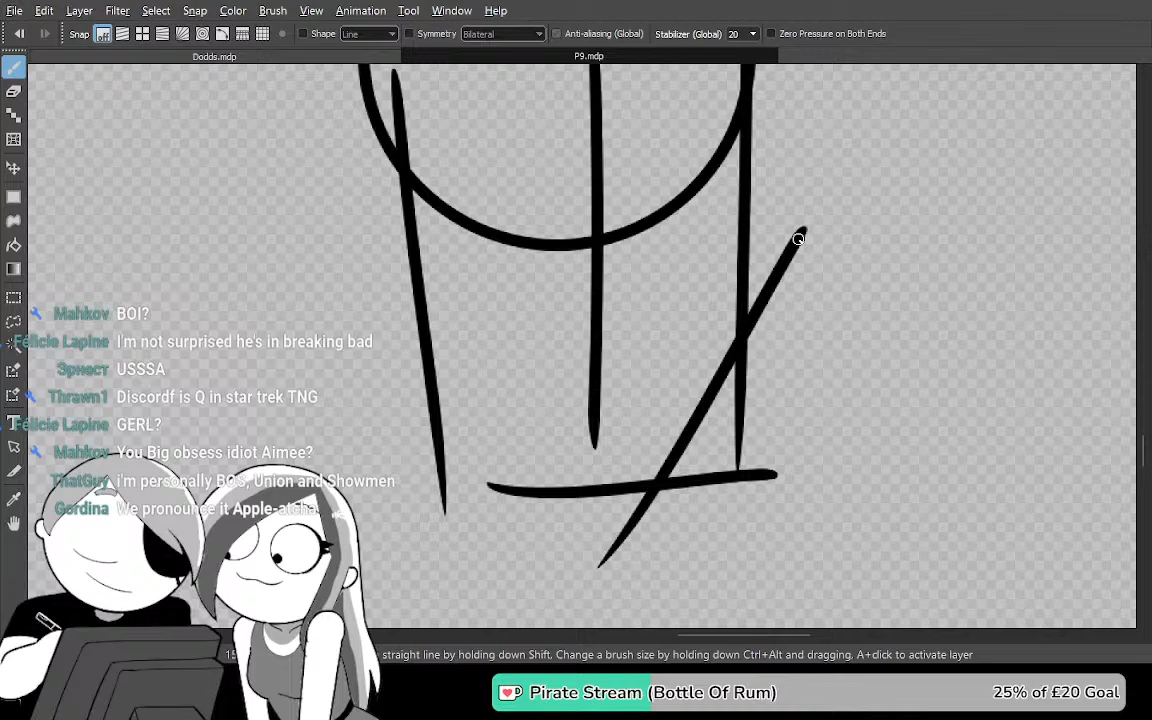 File Edit Layer Filter Select Snap Color Brush View Animation Tool Window Help
Snap off Shape Line Symmetry Bilateral Anti-aliasing (Global) Stabilizer (Global) 20 Zero Pressure on Both Ends
Dodds.mdp P9.mdp
Mahkov BOI?
Félicie Lapine I'm not surprised he's in breaking bad
Эрнест USSSA
Thrawn1 Discordf is Q in star trek TNG
Félicie Lapine GERL?
Mahkov You Big obsess idiot Aimee?
ThatGuy i'm personally BOS, Union and Showmen
Gordina We pronounce it Apple-atcha
straight line by holding down Shift. Change a brush size by holding down Ctrl+Alt and dragging, A+click to activate layer
Pirate Stream (Bottle Of Rum) 25% of £20 Goal